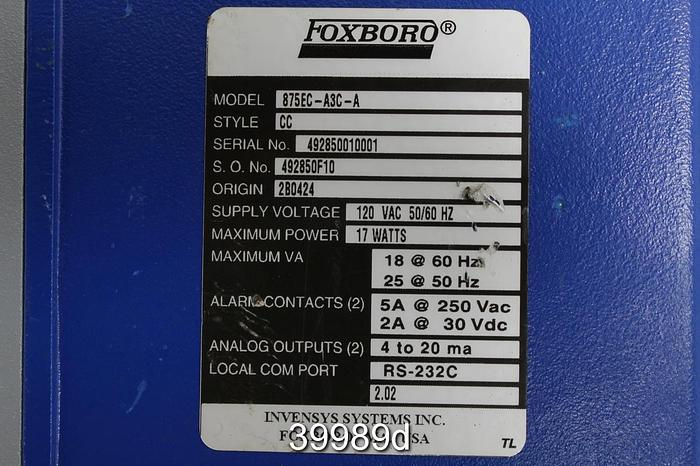 FOXBORO®
MODEL 875EC-A3C-A
STYLE CC
SERIAL No. 492850010001
S. O. No. 492850F10
ORIGIN 2B0424
SUPPLY VOLTAGE 120 VAC 50/60 HZ
MAXIMUM POWER 17 WATTS
MAXIMUM VA 18 @ 60 Hz
25 @ 50 Hz
ALARM CONTACTS (2) 5A @ 250 Vac
2A @ 30 Vdc
ANALOG OUTPUTS (2) 4 to 20 ma
LOCAL COM PORT RS-232C
2.02
INVENSYS SYSTEMS INC.
39989d
TL